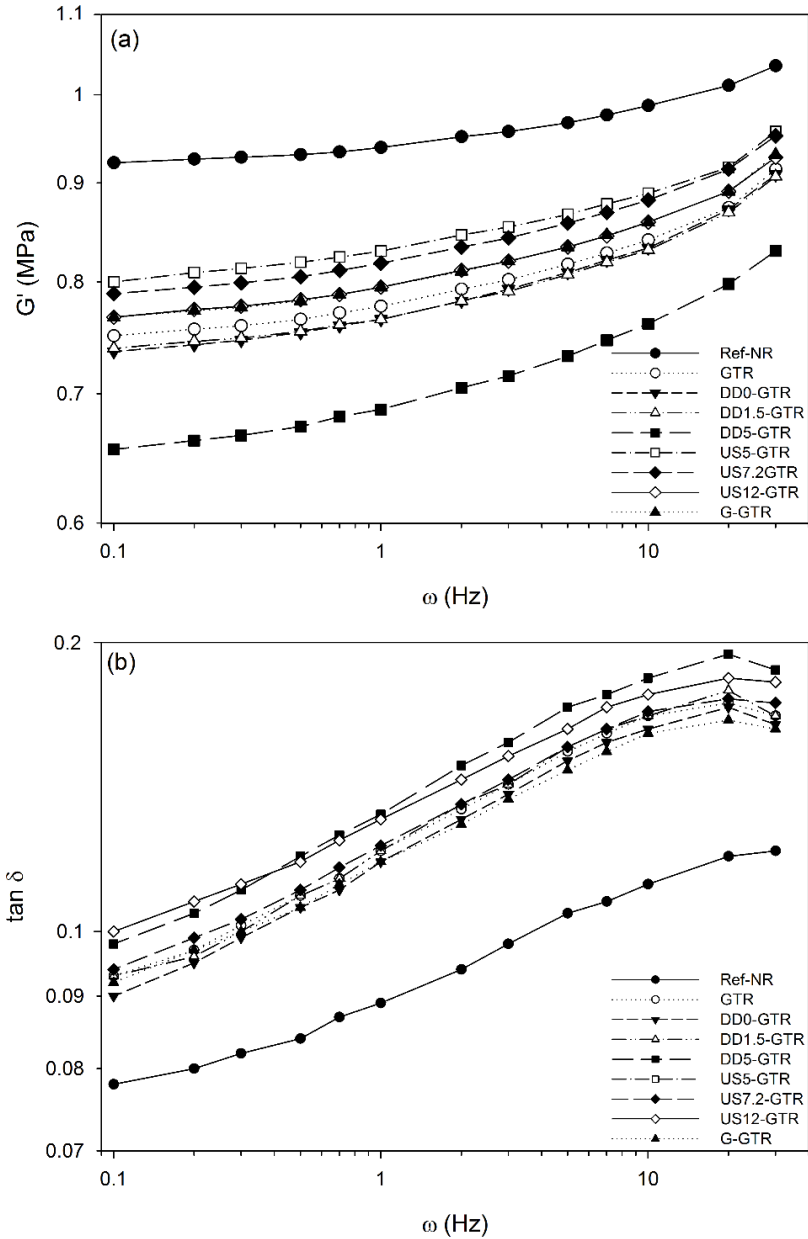 (a)
1.1
1
0.9
0.8
0.7
0.6
G' (MPa)
Ref-NR
GTR
DD0-GTR
DD1.5-GTR
DD5-GTR
US5-GTR
US7.2GTR
US12-GTR
G-GTR
0.1
1
10
ω (Hz)
(b)
0.2
0.1
0.09
0.08
0.07
tan δ
Ref-NR
GTR
DD0-GTR
DD1.5-GTR
DD5-GTR
US5-GTR
US7.2-GTR
US12-GTR
G-GTR
0.1
1
10
ω (Hz)